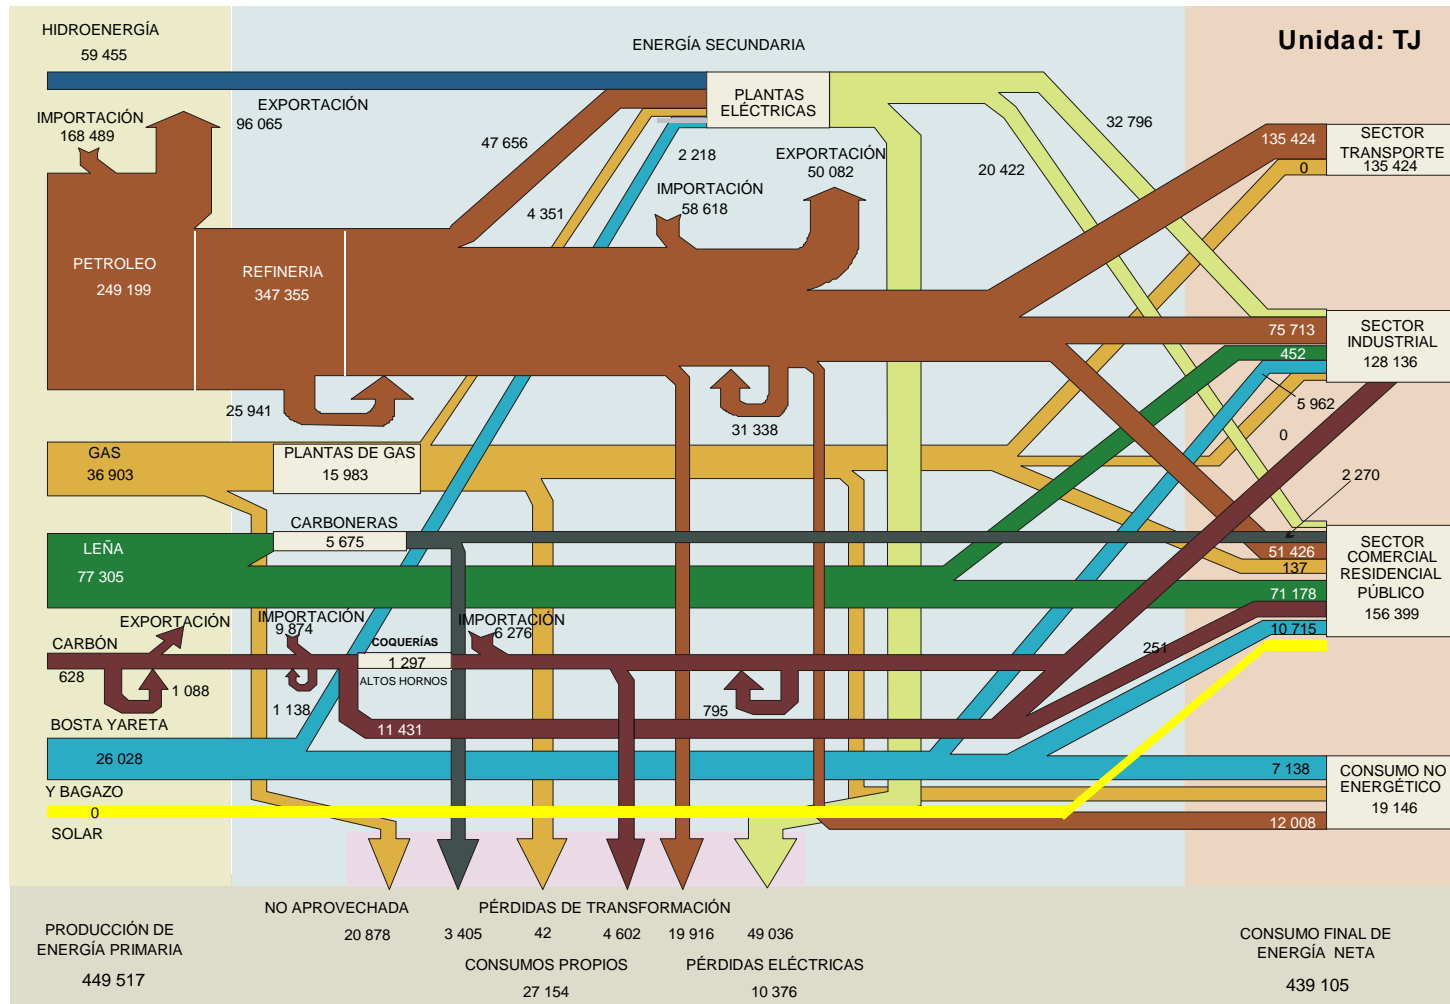 HIDROENERGÍA
59 455
ENERGÍA SECUNDARIA
Unidad: TJ
IMPORTACIÓN
168 489
EXPORTACIÓN
96 065
PLANTAS
ELÉCTRICAS
47 656
2 218
4 351
EXPORTACIÓN
50 082
IMPORTACIÓN
58 618
32 796
20 422
135 424
0
SECTOR
TRANSPORTE
135 424
PETROLEO
249 199
REFINERIA
347 355
75 713
452
SECTOR
INDUSTRIAL
128 136
5 962
0
25 941
31 338
GAS
36 903
PLANTAS DE GAS
15 983
2 270
CARBONERAS
5 675
LEÑA
77 305
51 426
137
71 178
10 715
SECTOR
COMERCIAL
RESIDENCIAL
PÚBLICO
156 399
EXPORTACIÓN
IMPORTACIÓN
9 874
IMPORTACIÓN
6 276
CARBÓN
628
1 088
COQUERÍAS
1 297
ALTOS HORNOS
251
1 138
795
11 431
BOSTA YARETA
26 028
Y BAGAZO
0
SOLAR
7 138
12 008
CONSUMO NO
ENERGÉTICO
19 146
NO APROVECHADA
20 878
PÉRDIDAS DE TRANSFORMACIÓN
3 405
42
4 602
19 916
49 036
CONSUMOS PROPIOS
27 154
PÉRDIDAS ELÉCTRICAS
10 376
PRODUCCIÓN DE
ENERGÍA PRIMARIA
449 517
CONSUMO FINAL DE
ENERGÍA NETA
439 105